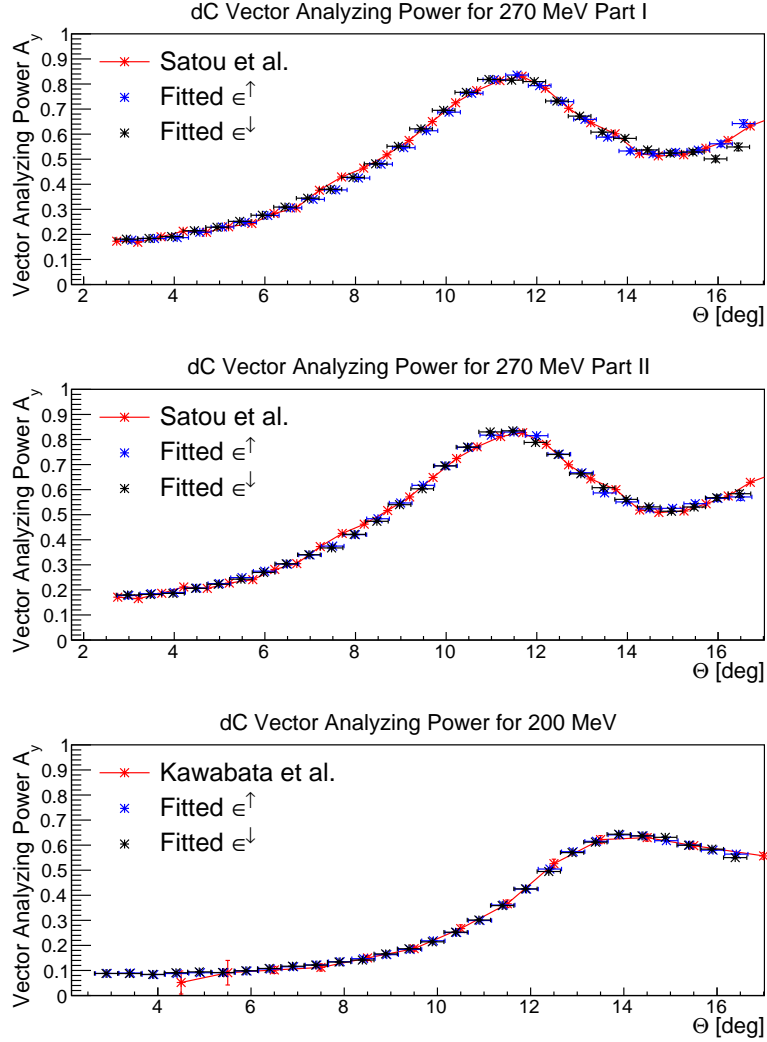 dC Vector Analyzing Power for 270 MeV Part I
Vector Analyzing Power A_y
1
0.9
0.8
0.7
0.6
0.5
0.4
0.3
0.2
0.1
0
Satou et al.
Fitted ϵ↑
Fitted ϵ↓
2 4 6 8 10 12 14 16
Θ [deg]
dC Vector Analyzing Power for 270 MeV Part II
Vector Analyzing Power A_y
1
0.9
0.8
0.7
0.6
0.5
0.4
0.3
0.2
0.1
0
Satou et al.
Fitted ϵ↑
Fitted ϵ↓
2 4 6 8 10 12 14 16
Θ [deg]
dC Vector Analyzing Power for 200 MeV
Vector Analyzing Power A_y
1
0.9
0.8
0.7
0.6
0.5
0.4
0.3
0.2
0.1
0
Kawabata et al.
Fitted ϵ↑
Fitted ϵ↓
4 6 8 10 12 14 16
Θ [deg]